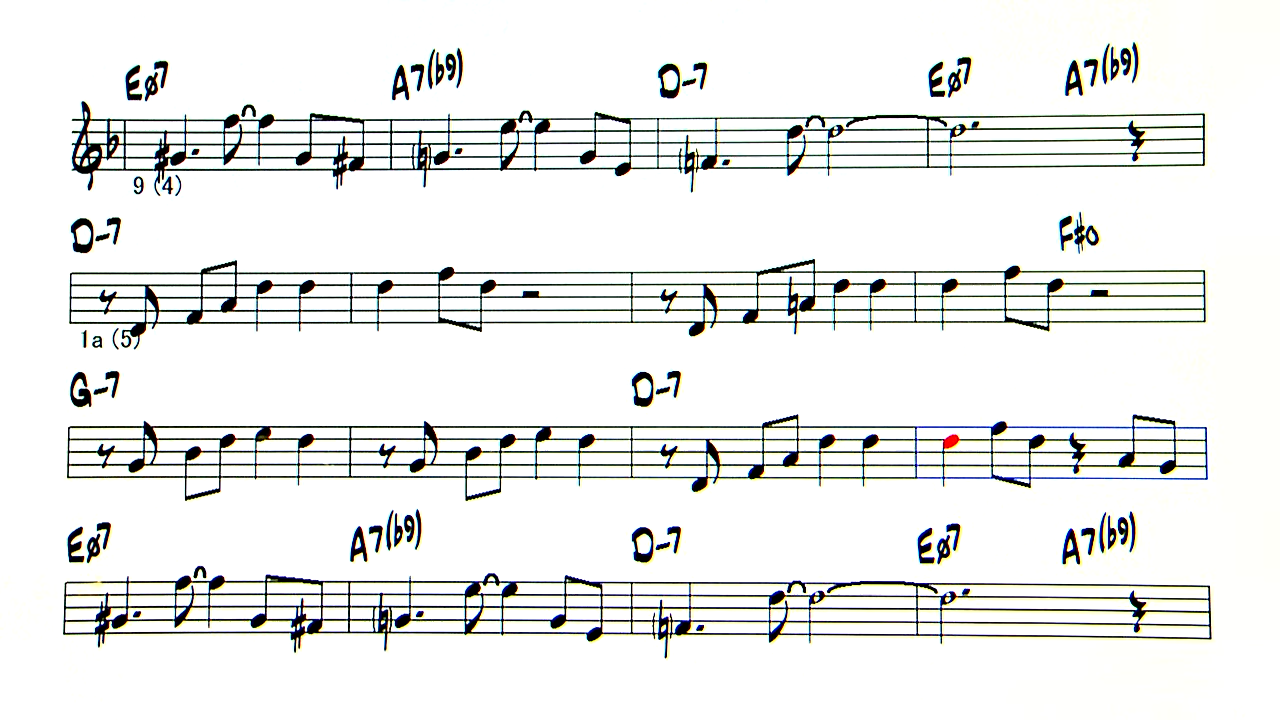 Eø7 A7(b9) D-7 Eø7 A7(b9)
9 (4)
D-7 F#o
1a (5)
G-7 D-7
Eø7 A7(b9) D-7 Eø7 A7(b9)